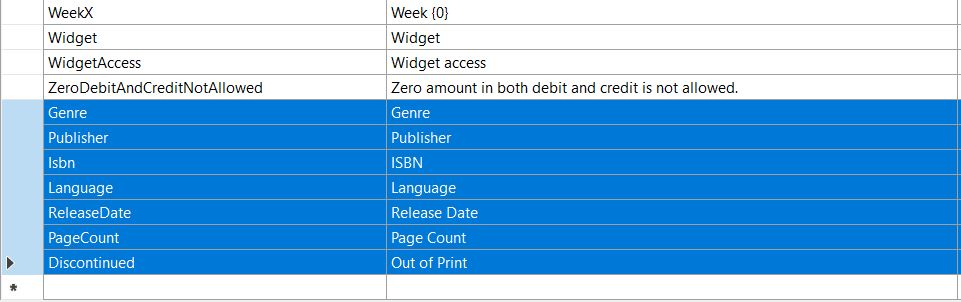 WeekX Week {0}
Widget Widget
WidgetAccess Widget access
ZeroDebitAndCreditNotAllowed Zero amount in both debit and credit is not allowed.
Genre Genre
Publisher Publisher
Isbn ISBN
Language Language
ReleaseDate Release Date
PageCount Page Count
Discontinued Out of Print
*